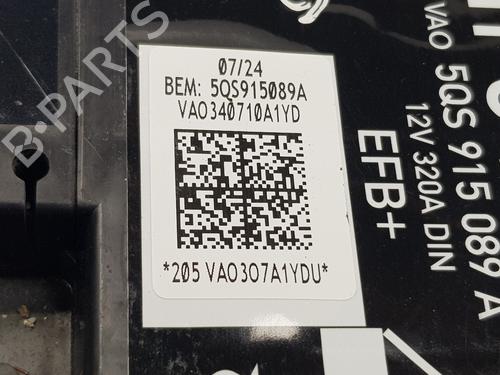 07/24
BEM: 5QS915089A
VAO340710A1YD
*205 VAO307A1YDU*
VAO 5QS 915 089 A
12V 320A DIN
EFB+
B-PARTS